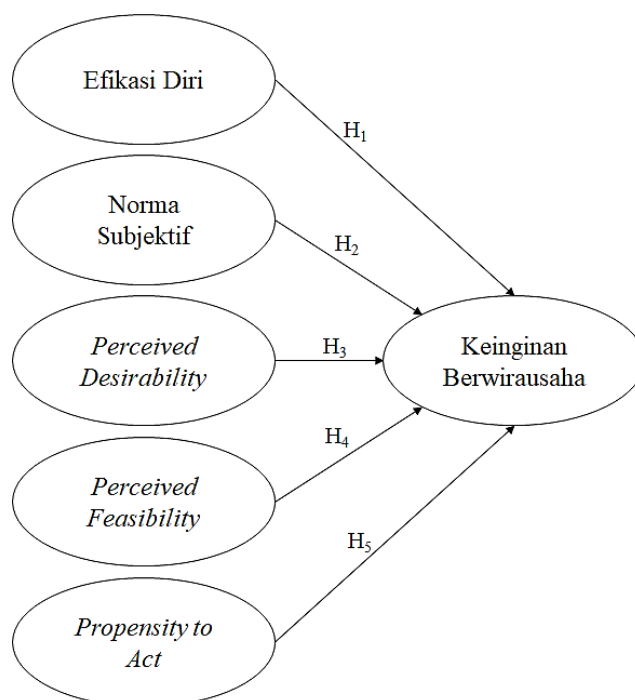 Efikasi Diri
H₁
Norma
Subjektif
H₂
Perceived
Desirability
H₃
Keinginan
Berwirausaha
Perceived
Feasibility
H₄
Propensity to
Act
H₅